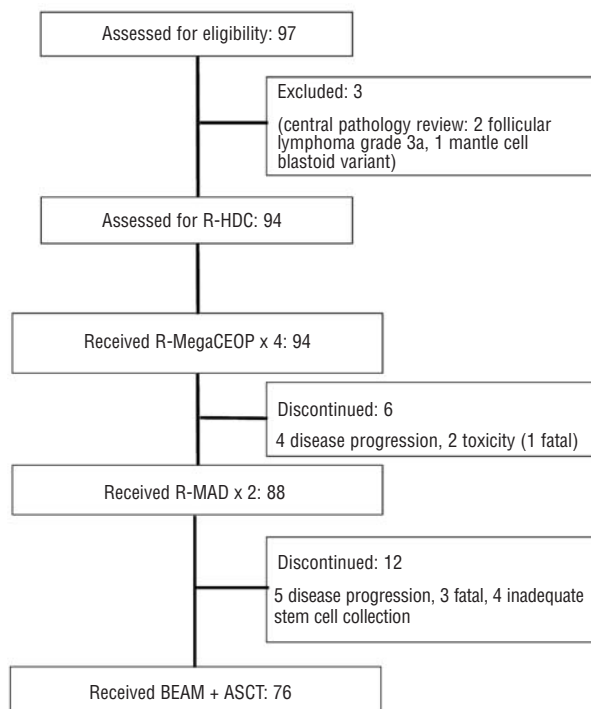 Assessed for eligibility: 97
Excluded: 3
(central pathology review: 2 follicular
lymphoma grade 3a, 1 mantle cell
blastoid variant)
Assessed for R-HDC: 94
Received R-MegaCEOP x 4: 94
Discontinued: 6
4 disease progression, 2 toxicity (1 fatal)
Received R-MAD x 2: 88
Discontinued: 12
5 disease progression, 3 fatal, 4 inadequate
stem cell collection
Received BEAM + ASCT: 76